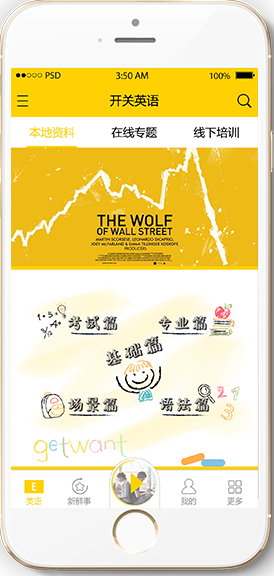 PSD 3:50 AM 100%
开关英语
本地资料 在线专题 线下培训
THE WOLF
OF WALL STREET
MARTIN SCORSESE, LEONARDO DICAPRIO,
JOEY MCFARLAND & EMMA TILLINGER KOSKOFF
PRODUCERS
考试篇 专业篇
基础篇
场景篇 语法篇
getwant
E
英语 新鲜事 我的 更多